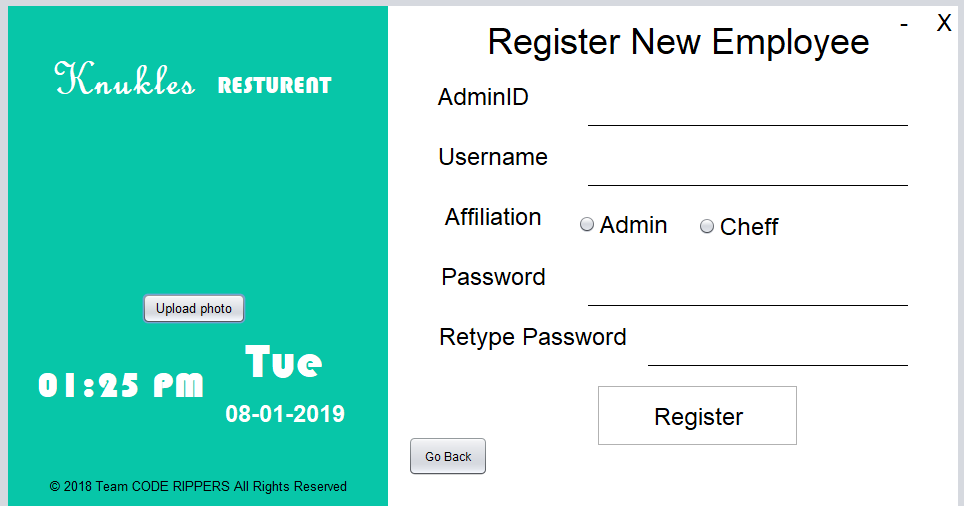 Knukles RESTURENT
Upload photo
01:25 PM
Tue
08-01-2019
© 2018 Team CODE RIPPERS All Rights Reserved
- X
Register New Employee
AdminID
Username
Affiliation Admin Cheff
Password
Retype Password
Register
Go Back